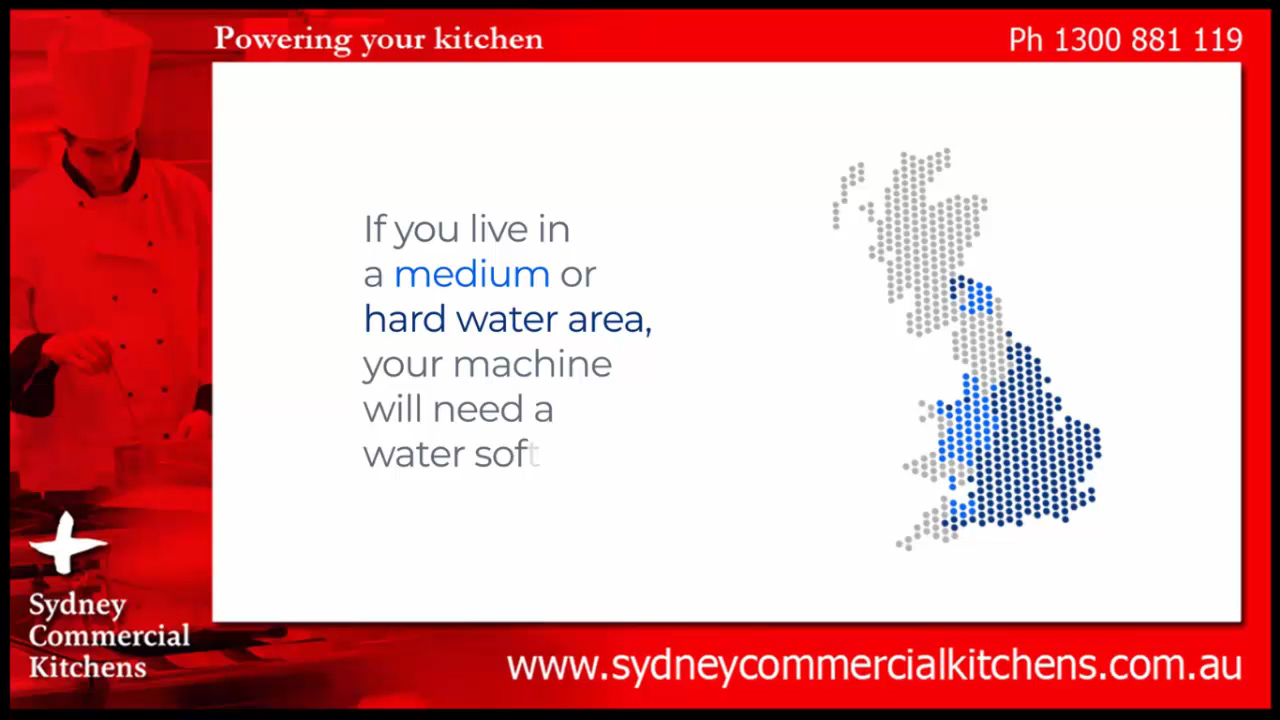 Powering your kitchen
Ph 1300 881 119
If you live in
a medium or
hard water area,
your machine
will need a
water soft
Sydney
Commercial
Kitchens
www.sydneycommercialkitchens.com.au